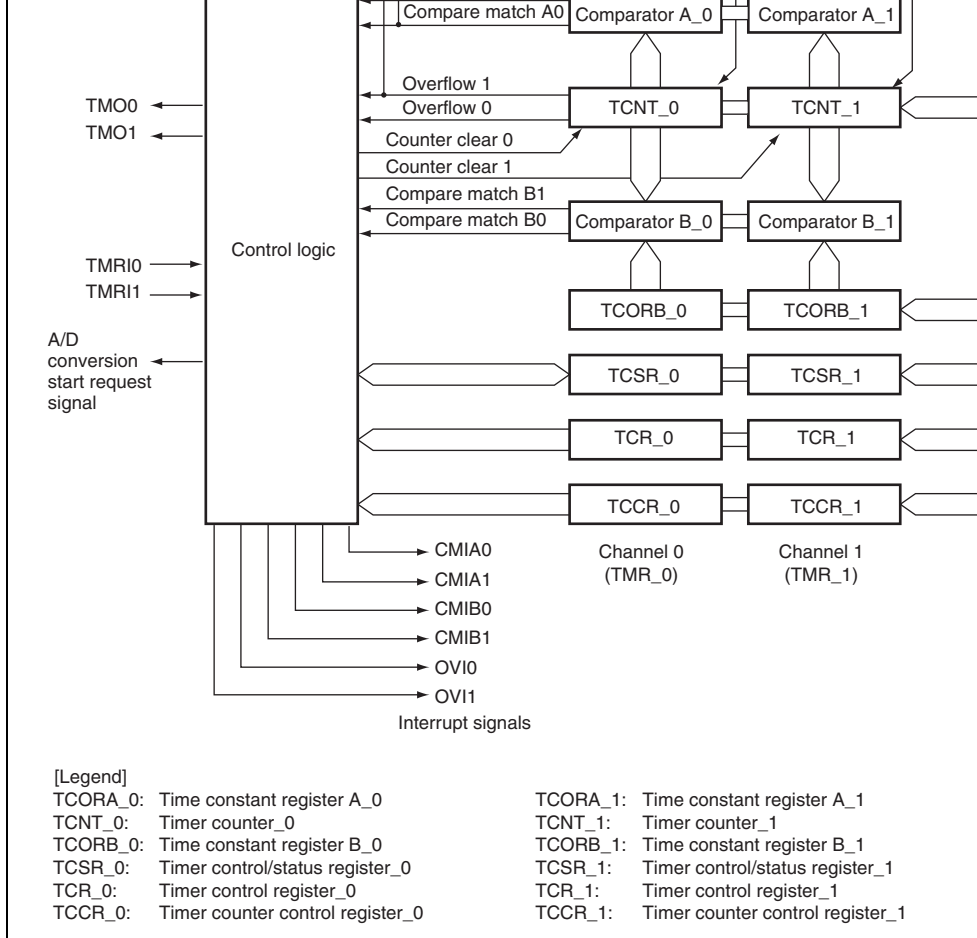 Compare match A0
Comparator A_0
Comparator A_1
Overflow 1
Overflow 0
TCNT_0
TCNT_1
TMO0
TMO1
Counter clear 0
Counter clear 1
Compare match B1
Compare match B0
Comparator B_0
Comparator B_1
Control logic
TMRI0
TMRI1
TCORB_0
TCORB_1
A/D
conversion
start request
signal
TCSR_0
TCSR_1
TCR_0
TCR_1
TCCR_0
TCCR_1
Channel 0
(TMR_0)
Channel 1
(TMR_1)
CMIA0
CMIA1
CMIB0
CMIB1
OVI0
OVI1
Interrupt signals
[Legend]
TCORA_0: Time constant register A_0
TCNT_0: Timer counter_0
TCORB_0: Time constant register B_0
TCSR_0: Timer control/status register_0
TCR_0: Timer control register_0
TCCR_0: Timer counter control register_0
TCORA_1: Time constant register A_1
TCNT_1: Timer counter_1
TCORB_1: Time constant register B_1
TCSR_1: Timer control/status register_1
TCR_1: Timer control register_1
TCCR_1: Timer counter control register_1